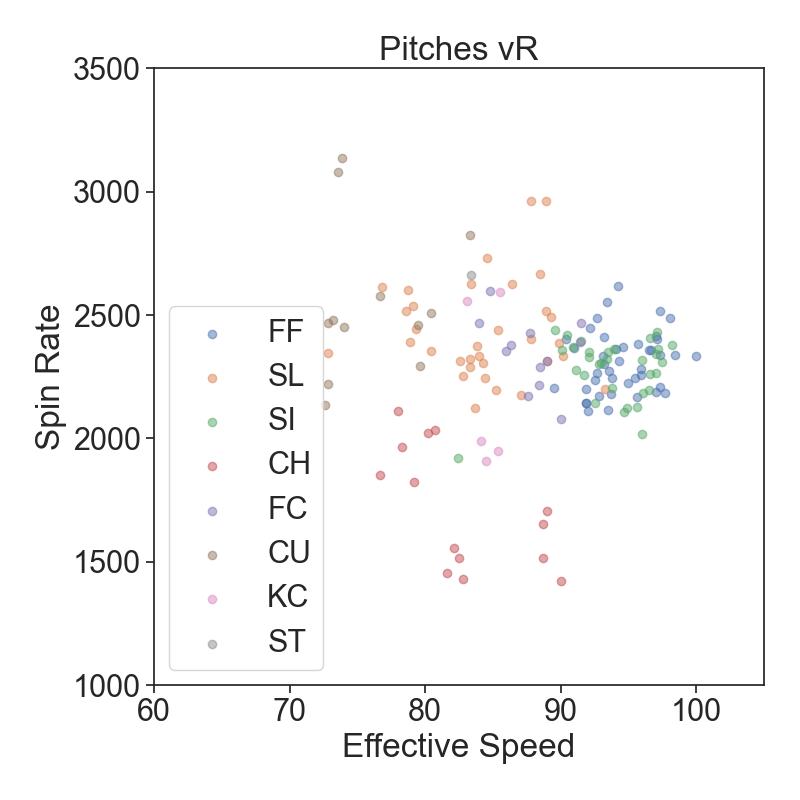 Pitches vR
3500
3000
2500
2000
1500
1000
Spin Rate
FF
SL
SI
CH
FC
CU
KC
ST
60 70 80 90 100
Effective Speed